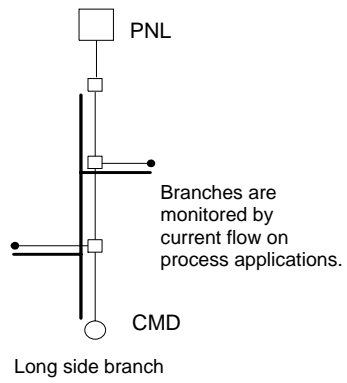 PNL
Branches are
monitored by
current flow on
process applications.
CMD
Long side branch